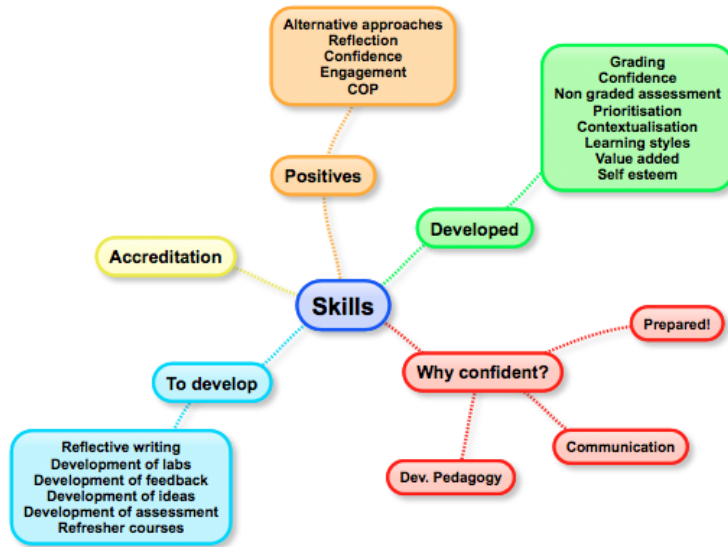 Alternative approaches
Reflection
Confidence
Engagement
COP
Grading
Confidence
Non graded assessment
Prioritisation
Contextualisation
Learning styles
Value added
Self esteem
Positives
Developed
Accreditation
Skills
Prepared!
Why confident?
To develop
Communication
Dev. Pedagogy
Reflective writing
Development of labs
Development of feedback
Development of ideas
Development of assessment
Refresher courses